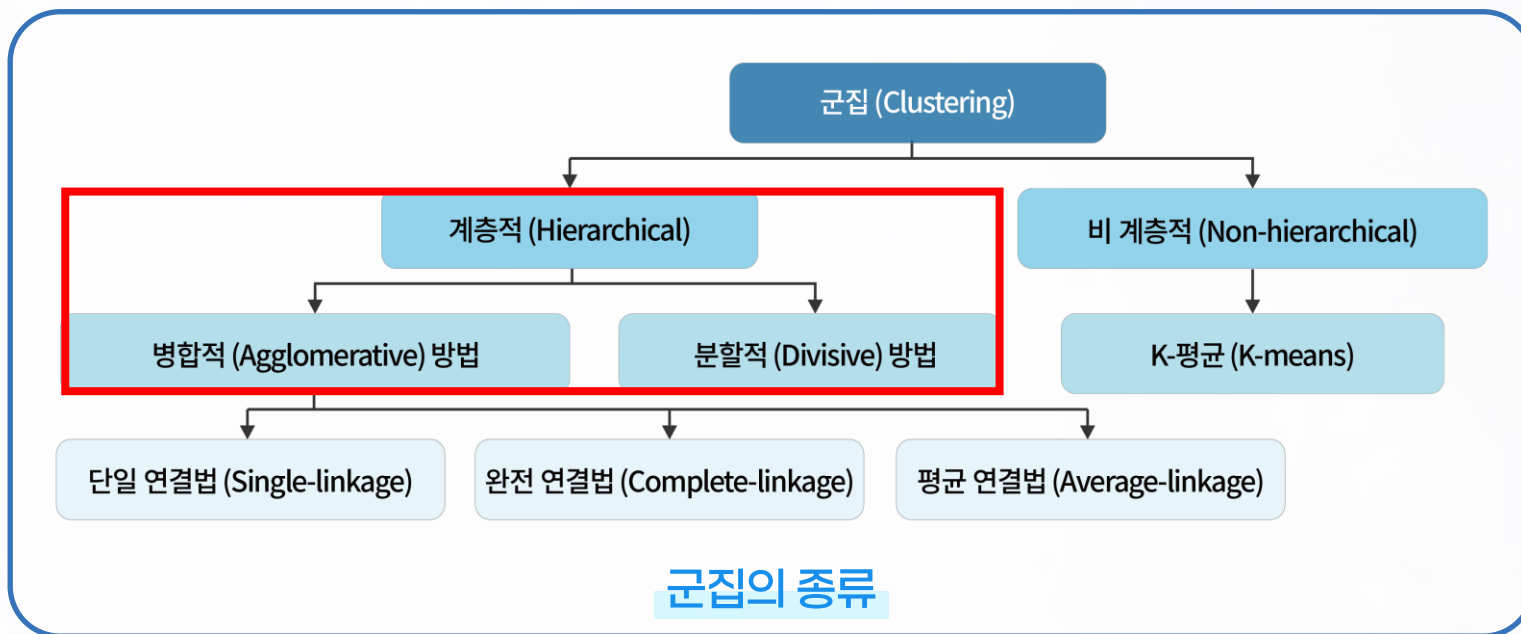 군집 (Clustering)
계층적 (Hierarchical)
비 계층적 (Non-hierarchical)
병합적 (Agglomerative) 방법
분할적 (Divisive) 방법
K-평균 (K-means)
단일 연결법 (Single-linkage)
완전 연결법 (Complete-linkage)
평균 연결법 (Average-linkage)
군집의 종류